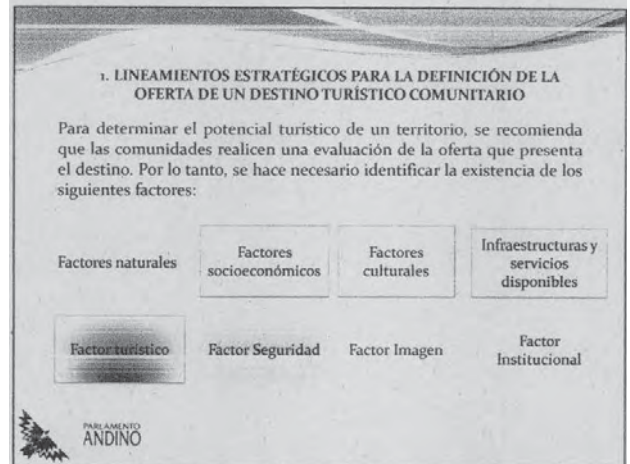 1. LINEAMIENTOS ESTRATÉGICOS PARA LA DEFINICIÓN DE LA
OFERTA DE UN DESTINO TURÍSTICO COMUNITARIO
Para determinar el potencial turístico de un territorio, se recomienda
que las comunidades realicen una evaluación de la oferta que presenta
el destino. Por lo tanto, se hace necesario identificar la existencia de los
siguientes factores:
Factores naturales
Factores
socioeconómicos
Factores
culturales
Infraestructuras y
servicios
disponibles
Factor turístico
Factor Seguridad
Factor Imagen
Factor
Institucional
PARLAMENTO
ANDINO